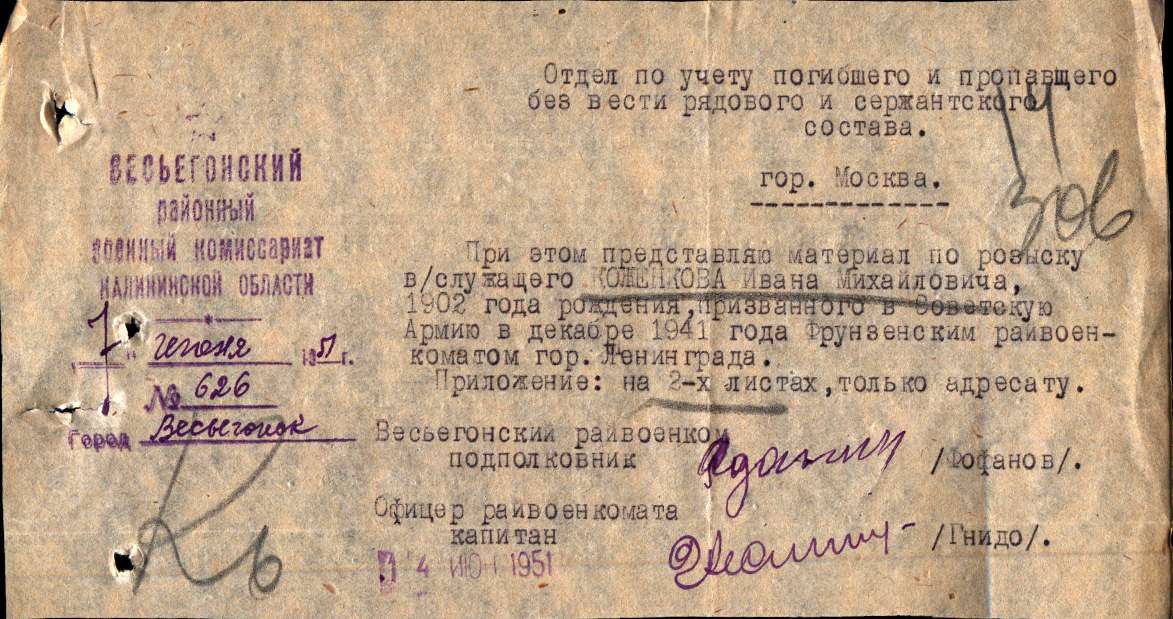 Отдел по учету погибшего и пропавщего
без вести рядового и сержантского
состава.
гор. Москва.
ВЕСЬЕГОНСКИЙ
районный
военный комиссариат
КАЛИНИНСКОЙ ОБЛАСТИ
" июня 1951 г.
№ 626
Город Весьегонск
При этом представляю материал по розыску
в/служащего КОЖЕНКОВА Ивана Михайловича,
1902 года рождения,призванного в Советскую
Армию в декабре 1941 года Фрунзенским райвоен-
коматом гор. Ленинграда.
Приложение: на 2-х листах,только адресату.
Весьегонский райвоенком
подполковник /Фофанов/.
Офицер райвоенкомата
капитан /Гнидо/.
4 ИЮН 1951